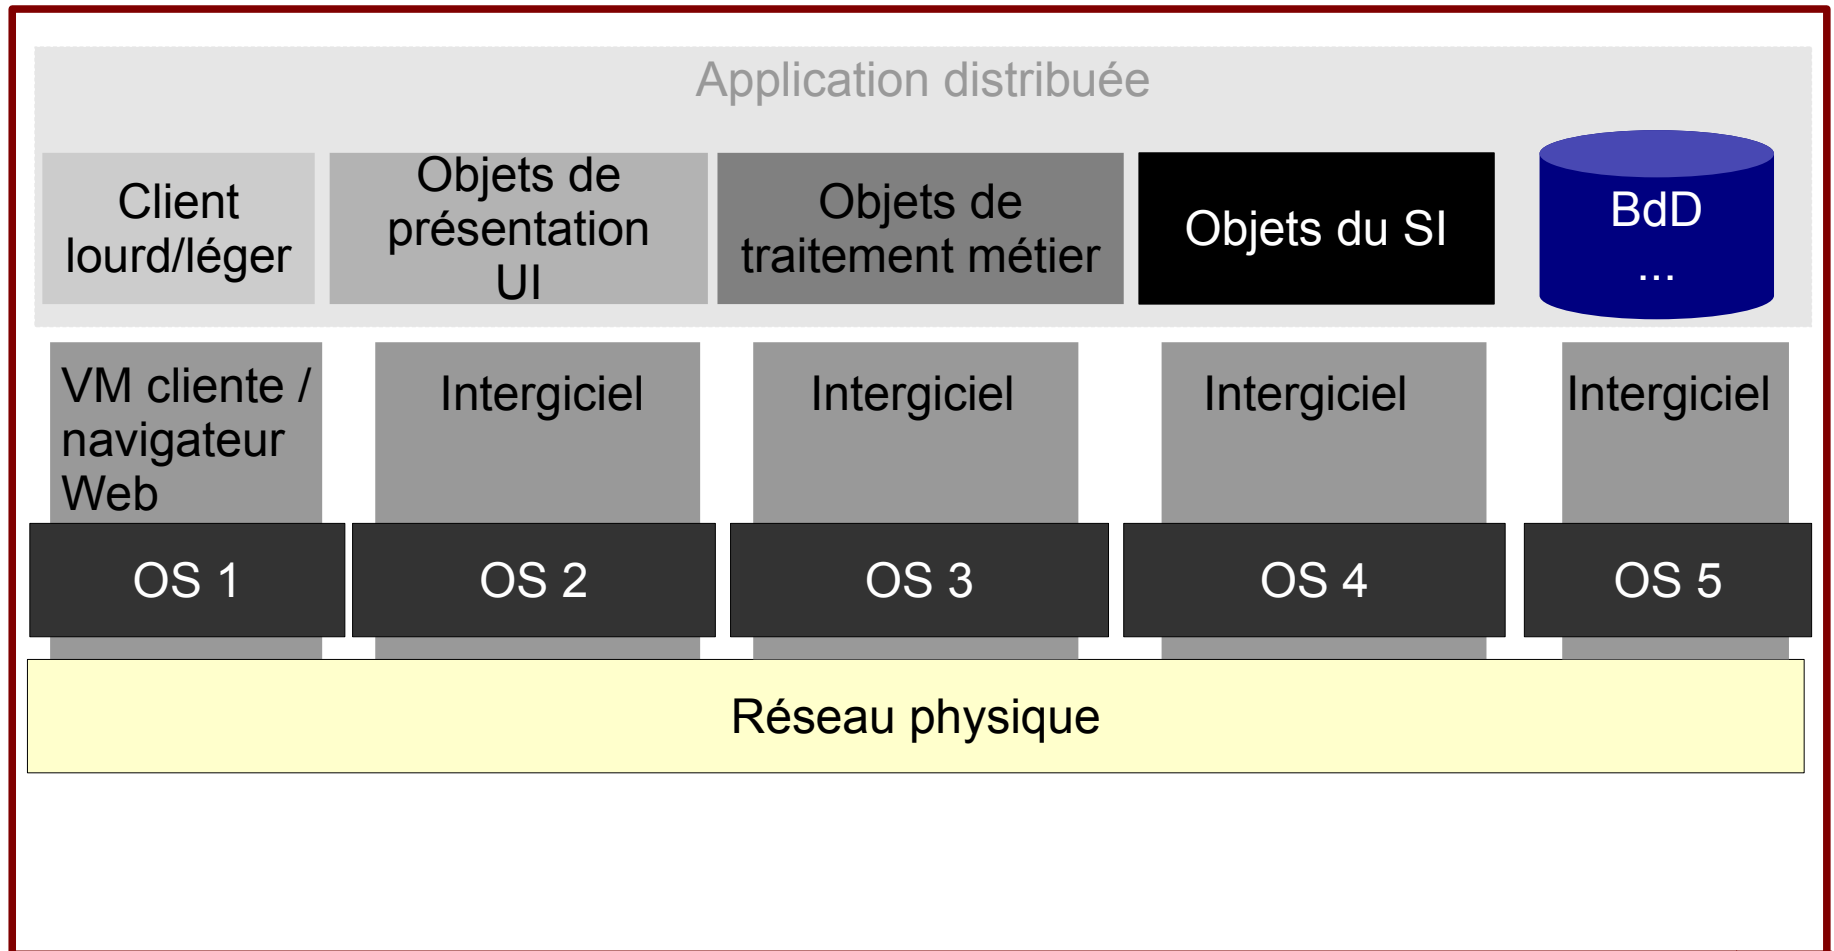 Application distribuée
Client
lourd/léger
Objets de
présentation
UI
Objets de
traitement métier
Objets du SI
BdD
...
VM cliente /
navigateur
Web
Intergiciel
Intergiciel
Intergiciel
Intergiciel
OS 1
OS 2
OS 3
OS 4
OS 5
Réseau physique